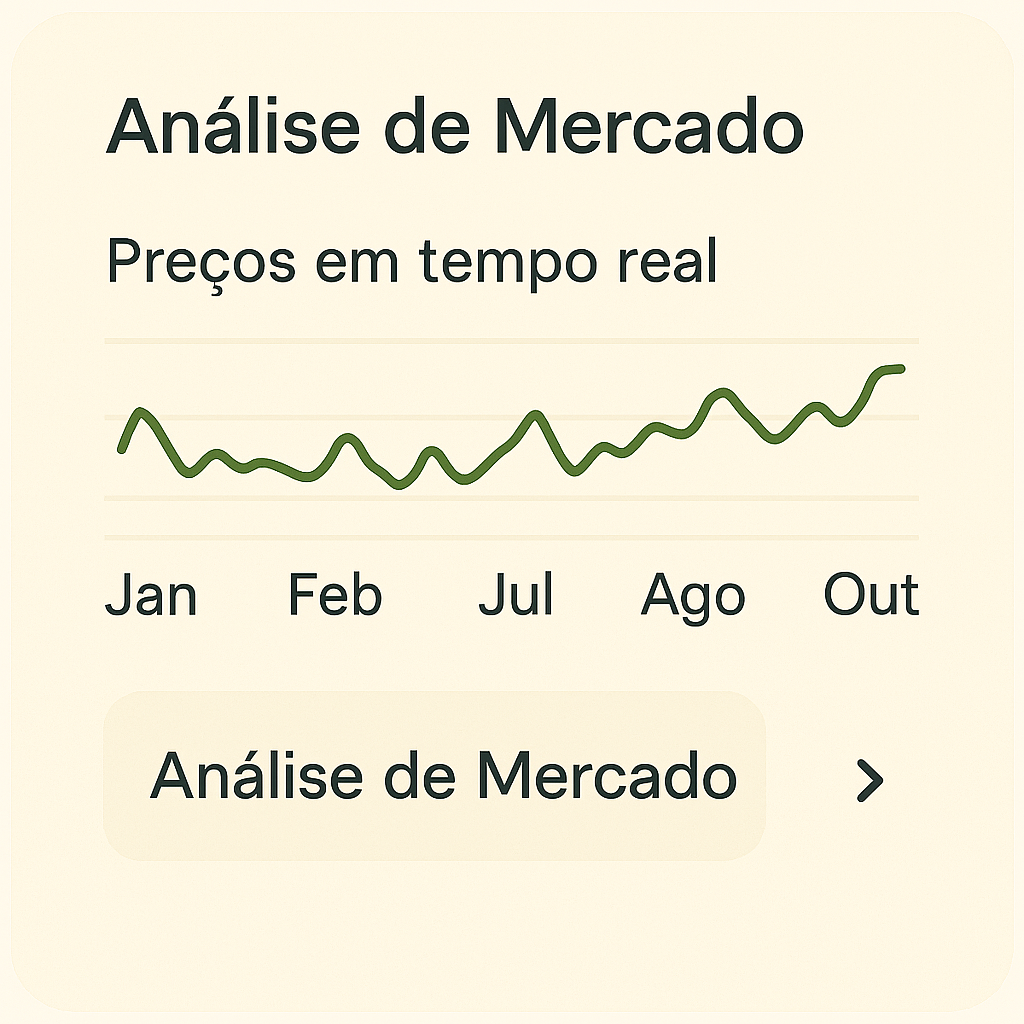 Análise de Mercado
Preços em tempo real
Jan Feb Jul Ago Out
Análise de Mercado